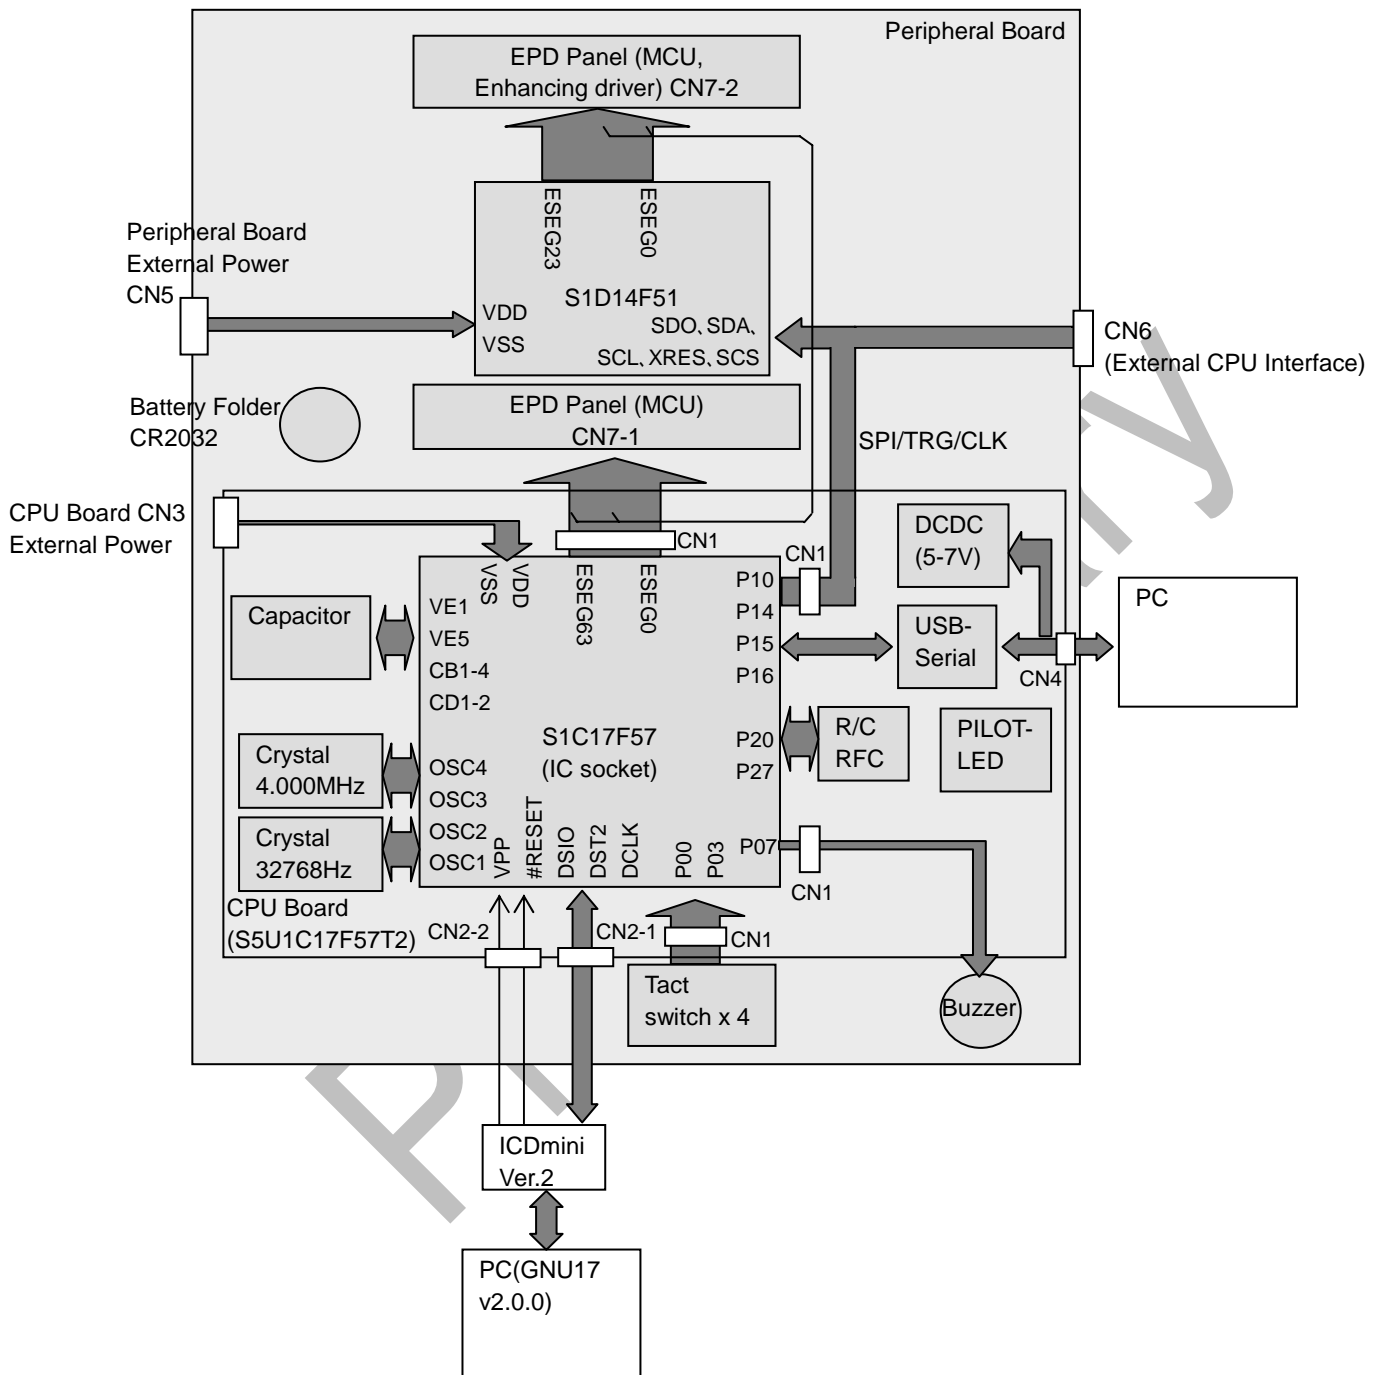 Peripheral Board
EPD Panel (MCU,
Enhancing driver) CN7-2
ESEG23
ESEG0
Peripheral Board
External Power
CN5
S1D14F51
VDD
VSS
SDO、SDA、
SCL、XRES、SCS
CN6
(External CPU Interface)
Battery Folder
CR2032
EPD Panel (MCU)
CN7-1
SPI/TRG/CLK
CPU Board CN3
External Power
CN1
CN1
DCDC
(5-7V)
VSS
VDD
ESEG63
ESEG0
P10
P14
P15
P16
PC
Capacitor
VE1
VE5
CB1-4
CD1-2
USB-
Serial
CN4
S1C17F57
(IC socket)
P20
P27
R/C
RFC
PILOT-
LED
Crystal
4.000MHz
OSC4
OSC3
OSC2
OSC1
Crystal
32768Hz
VPP
#RESET
DSIO
DST2
DCLK
P00
P03
P07
CN1
CPU Board
(S5U1C17F57T2)
CN2-2
CN2-1
CN1
Tact
switch x 4
Buzzer
ICDmini
Ver.2
PC(GNU17
v2.0.0)